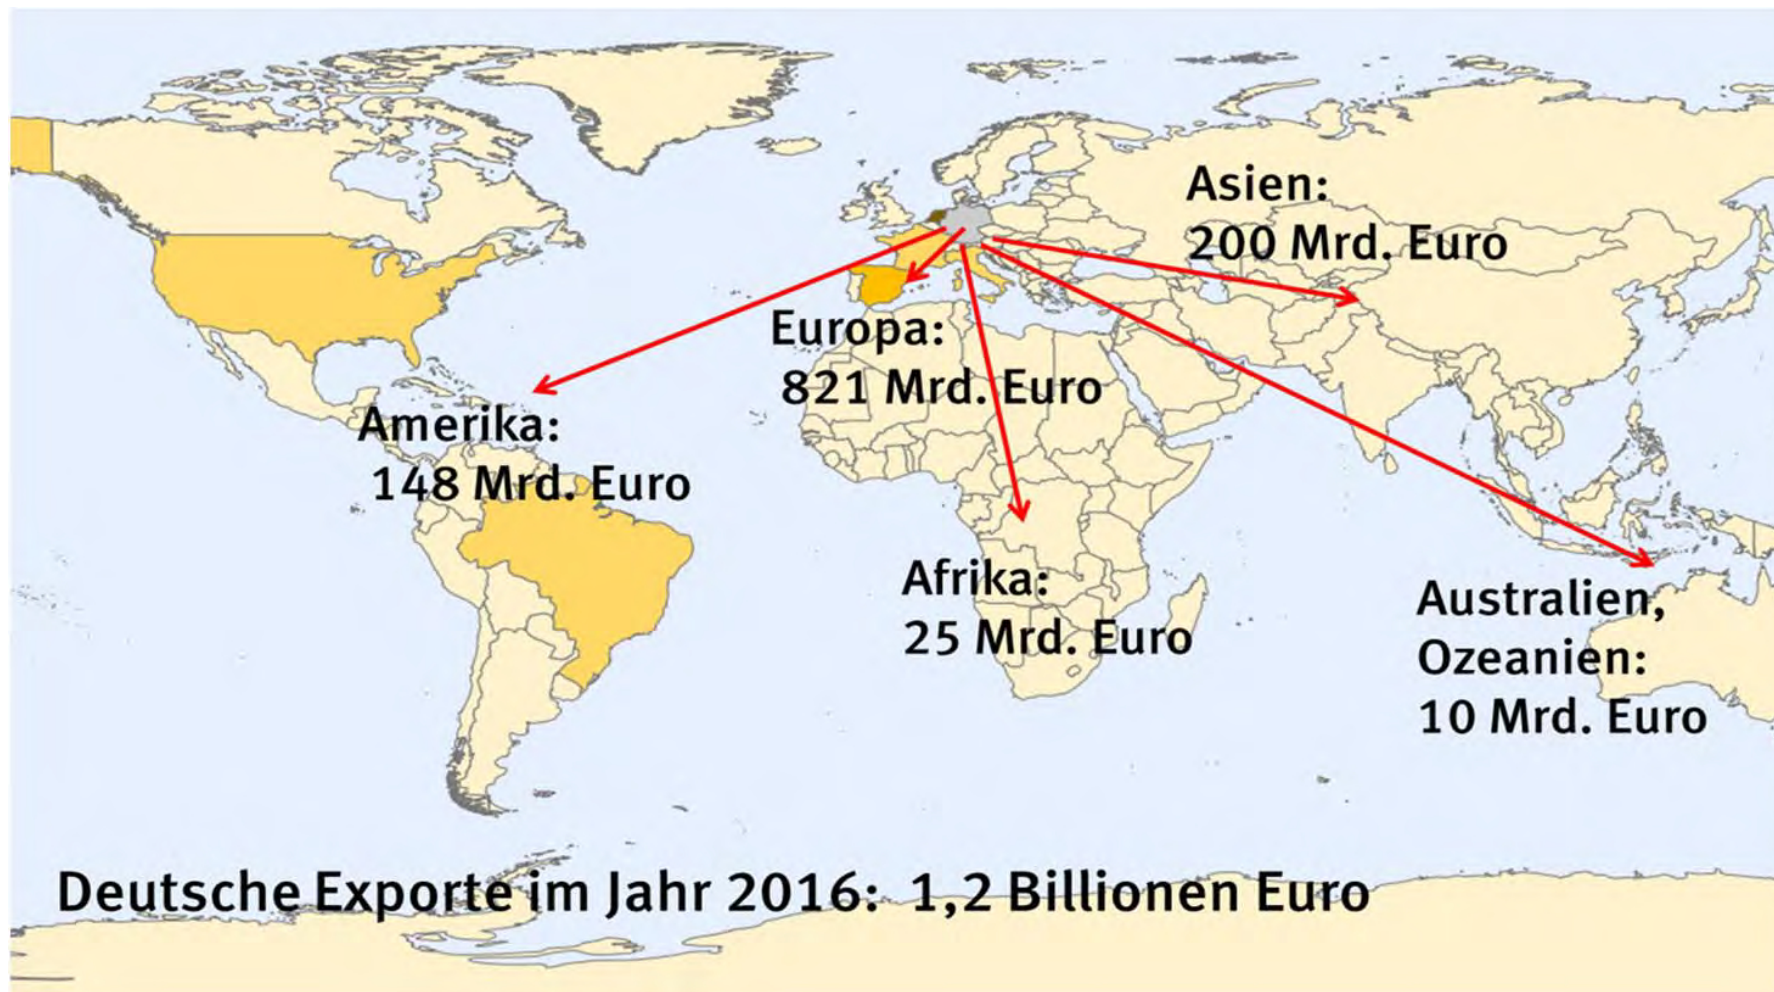 Asien:
200 Mrd. Euro
Europa:
821 Mrd. Euro
Amerika:
148 Mrd. Euro
Afrika:
25 Mrd. Euro
Australien,
Ozeanien:
10 Mrd. Euro
Deutsche Exporte im Jahr 2016: 1,2 Billionen Euro